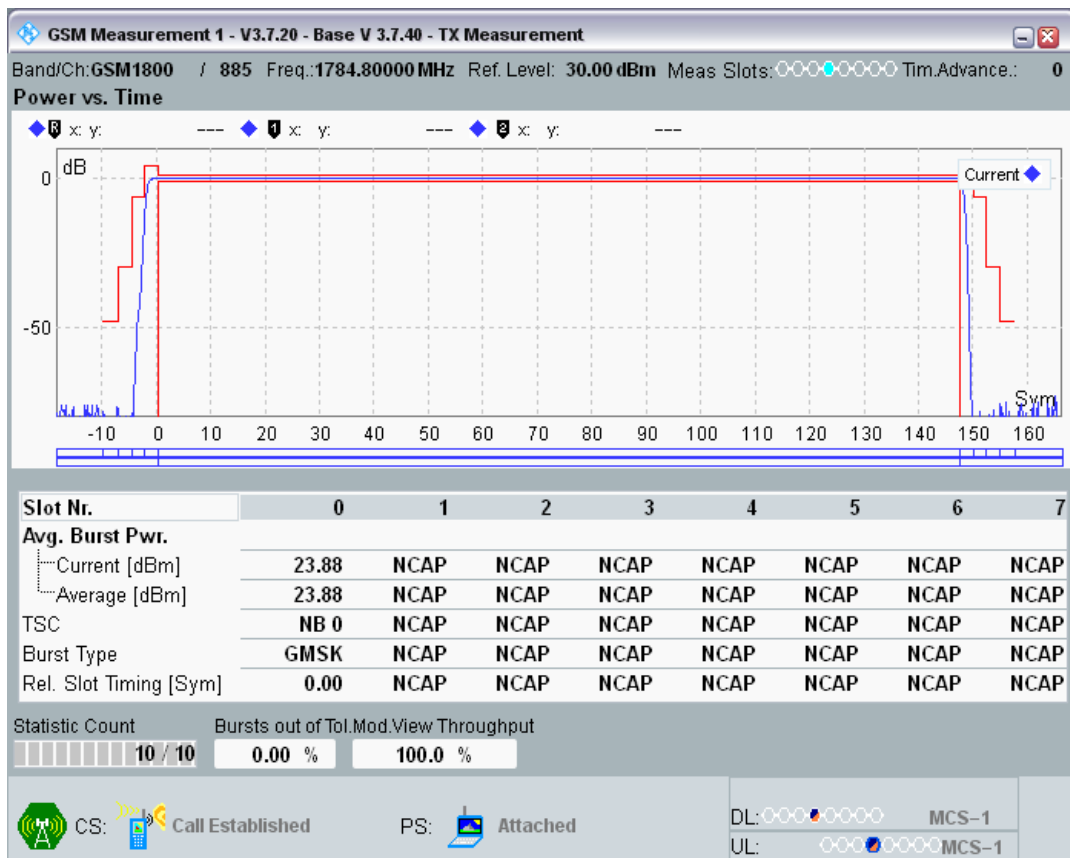 GSM Measurement 1 - V3.7.20 - Base V 3.7.40 - TX Measurement
Band/Ch:GSM1800 / 885 Freq.:1784.80000 MHz Ref. Level: 30.00 dBm Meas Slots: Tim.Advance.: 0
Power vs. Time
R x: y: --- 1 x: y: --- 2 x: y: ---
dB
Current
0
-50
Sym
-10 0 10 20 30 40 50 60 70 80 90 100 110 120 130 140 150 160
Slot Nr. 0 1 2 3 4 5 6 7
Avg. Burst Pwr.
Current [dBm] 23.88 NCAP NCAP NCAP NCAP NCAP NCAP NCAP
Average [dBm] 23.88 NCAP NCAP NCAP NCAP NCAP NCAP NCAP
TSC NB 0 NCAP NCAP NCAP NCAP NCAP NCAP NCAP
Burst Type GMSK NCAP NCAP NCAP NCAP NCAP NCAP NCAP
Rel. Slot Timing [Sym] 0.00 NCAP NCAP NCAP NCAP NCAP NCAP NCAP
Statistic Count Bursts out of Tol.Mod.View Throughput
10 / 10 0.00 % 100.0 %
CS: Call Established PS: Attached
DL: MCS-1
UL: MCS-1